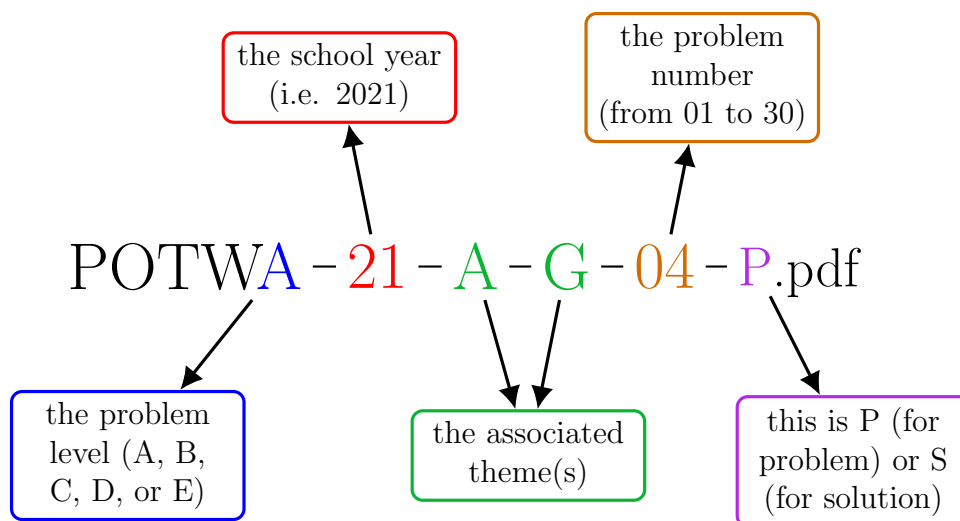 the school year
(i.e. 2021)
the problem
number
(from 01 to 30)
POTWA – 21 – A – G – 04 – P.pdf
the problem
level (A, B,
C, D, or E)
the associated
theme(s)
this is P (for
problem) or S
(for solution)